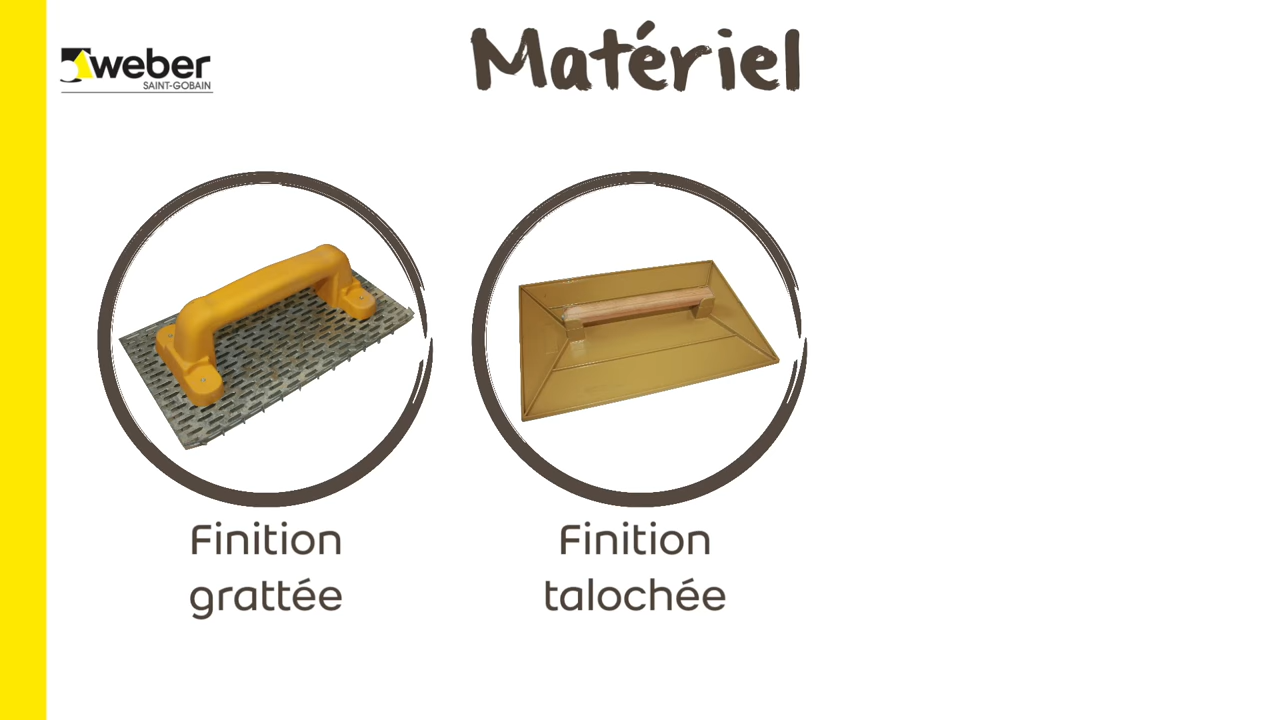 weber
SAINT-GOBAIN
Matériel
Finition
grattée
Finition
talochée